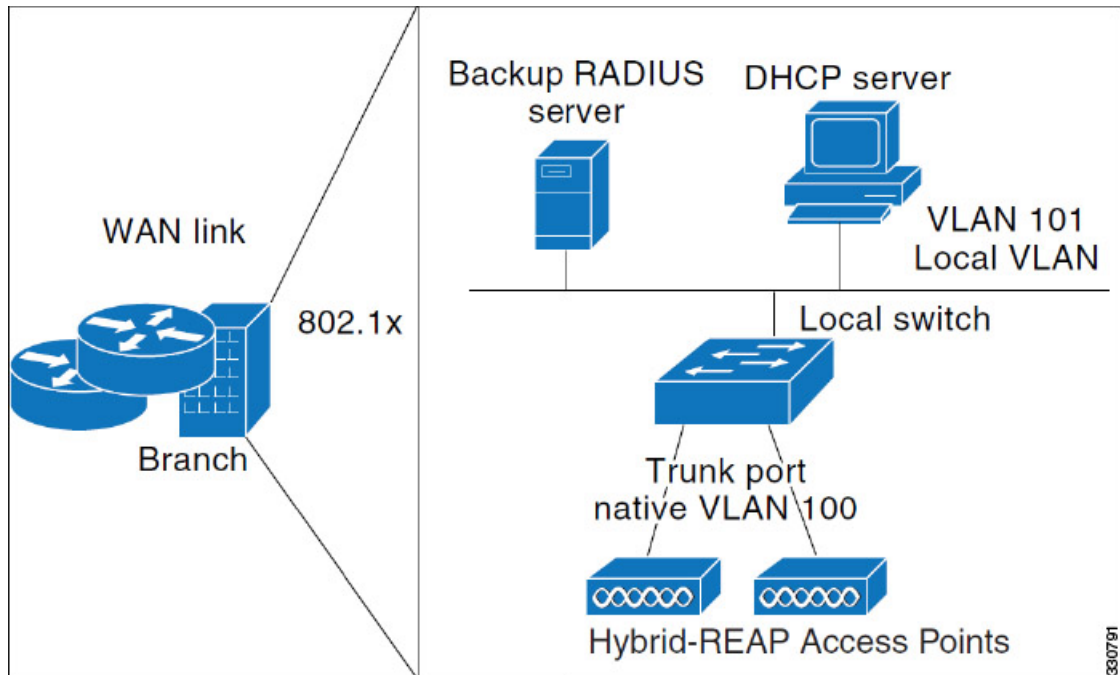 WAN link
802.1x
Branch
Backup RADIUS
server
DHCP server
VLAN 101
Local VLAN
Local switch
Trunk port
native VLAN 100
Hybrid-REAP Access Points
330791